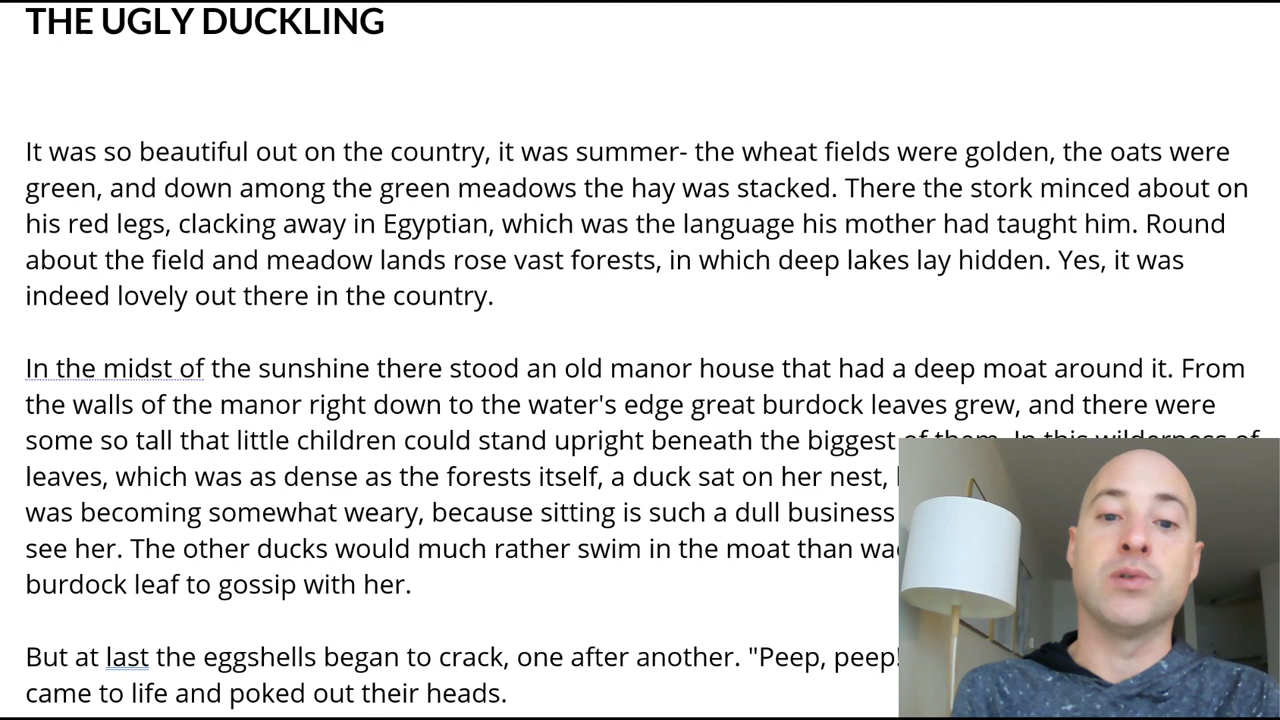 THE UGLY DUCKLING
It was so beautiful out on the country, it was summer- the wheat fields were golden, the oats were
green, and down among the green meadows the hay was stacked. There the stork minced about on
his red legs, clacking away in Egyptian, which was the language his mother had taught him. Round
about the field and meadow lands rose vast forests, in which deep lakes lay hidden. Yes, it was
indeed lovely out there in the country.
In the midst of the sunshine there stood an old manor house that had a deep moat around it. From
the walls of the manor right down to the water's edge great burdock leaves grew, and there were
some so tall that little children could stand upright beneath the biggest of them. In this wilderness of
leaves, which was as dense as the forests itself, a duck sat on her nest,
was becoming somewhat weary, because sitting is such a dull business
see her. The other ducks would much rather swim in the moat than
burdock leaf to gossip with her.
But at last the eggshells began to crack, one after another. "Peep, peep!
came to life and poked out their heads.